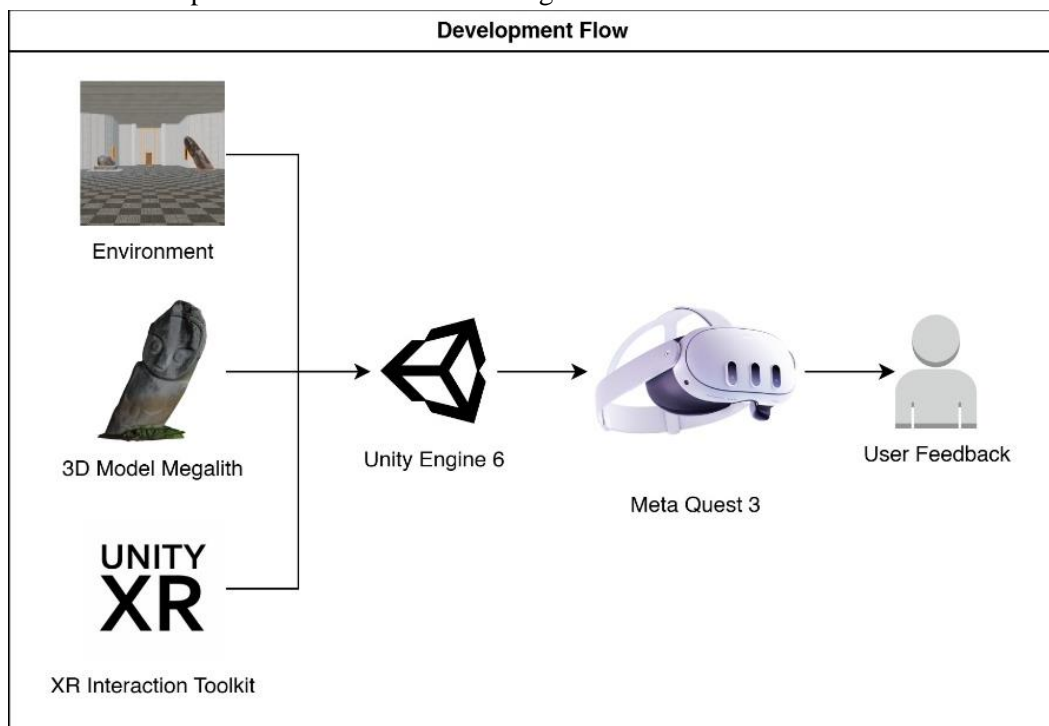 Development Flow
Environment
3D Model Megalith
Unity Engine 6
Meta Quest 3
User Feedback
UNITY
XR
XR Interaction Toolkit